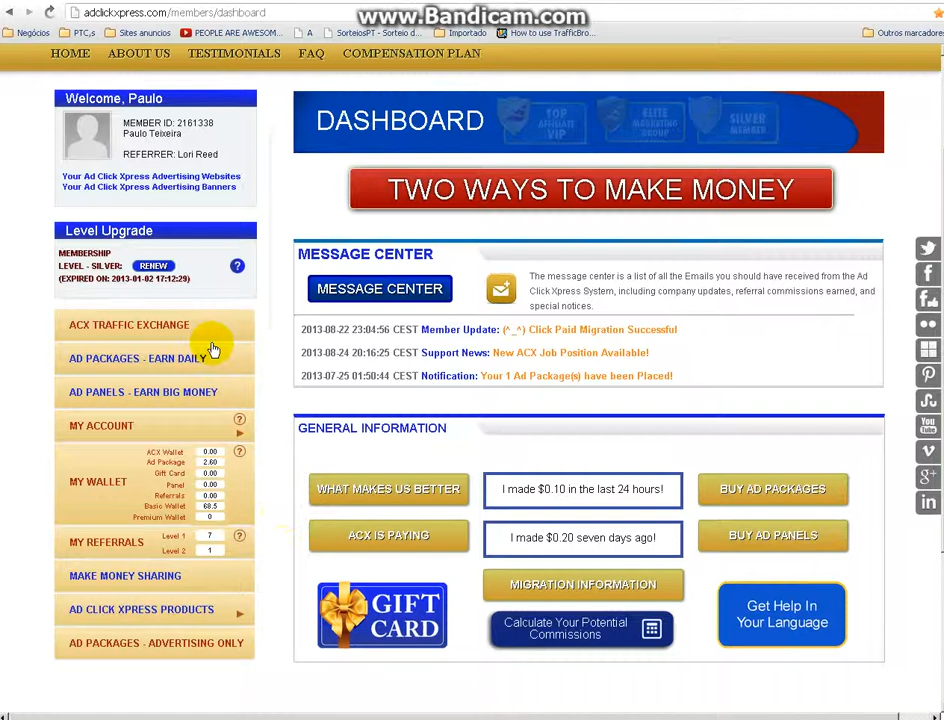 adclickxpress.com/members/dashboard
www.Bandicam.com
Negócios
PTC,s
Sites anuncios
PEOPLE ARE AWESOM...
A
SorteiosPT - Sorteio d...
Importado
How to use TrafficBro...
Outros marcadores
HOME
ABOUT US
TESTIMONIALS
FAQ
COMPENSATION PLAN
Welcome, Paulo
MEMBER ID: 2161338
Paulo Teixeira
REFERRER: Lori Reed
Your Ad Click Xpress Advertising Websites
Your Ad Click Xpress Advertising Banners
Level Upgrade
MEMBERSHIP
LEVEL - SILVER: RENEW ?
(EXPIRED ON: 2013-01-02 17:12:29)
ACX TRAFFIC EXCHANGE
AD PACKAGES - EARN DAILY
AD PANELS - EARN BIG MONEY
MY ACCOUNT ?
MY WALLET ?
ACX Wallet 0.00
Ad Package 2.60
Gift Card 0.00
Panel 0.00
Referrals 0.00
Basic Wallet 68.5
Premium Wallet 0
MY REFERRALS ?
Level 1 7
Level 2 1
MAKE MONEY SHARING
AD CLICK XPRESS PRODUCTS
AD PACKAGES - ADVERTISING ONLY
DASHBOARD
TOP AFFILIATE VIP
ELITE MARKETING GROUP
SILVER MEMBER
TWO WAYS TO MAKE MONEY
MESSAGE CENTER
MESSAGE CENTER
The message center is a list of all the Emails you should have received from the Ad
Click Xpress System, including company updates, referral commissions earned, and
special notices.
2013-08-22 23:04:56 CEST Member Update: (^_^) Click Paid Migration Successful
2013-08-24 20:16:25 CEST Support News: New ACX Job Position Available!
2013-07-25 01:50:44 CEST Notification: Your 1 Ad Package(s) have been Placed!
GENERAL INFORMATION
WHAT MAKES US BETTER
I made $0.10 in the last 24 hours!
BUY AD PACKAGES
ACX IS PAYING
I made $0.20 seven days ago!
BUY AD PANELS
MIGRATION INFORMATION
GIFT
CARD
Calculate Your Potential
Commissions
Get Help In
Your Language
You
Tube